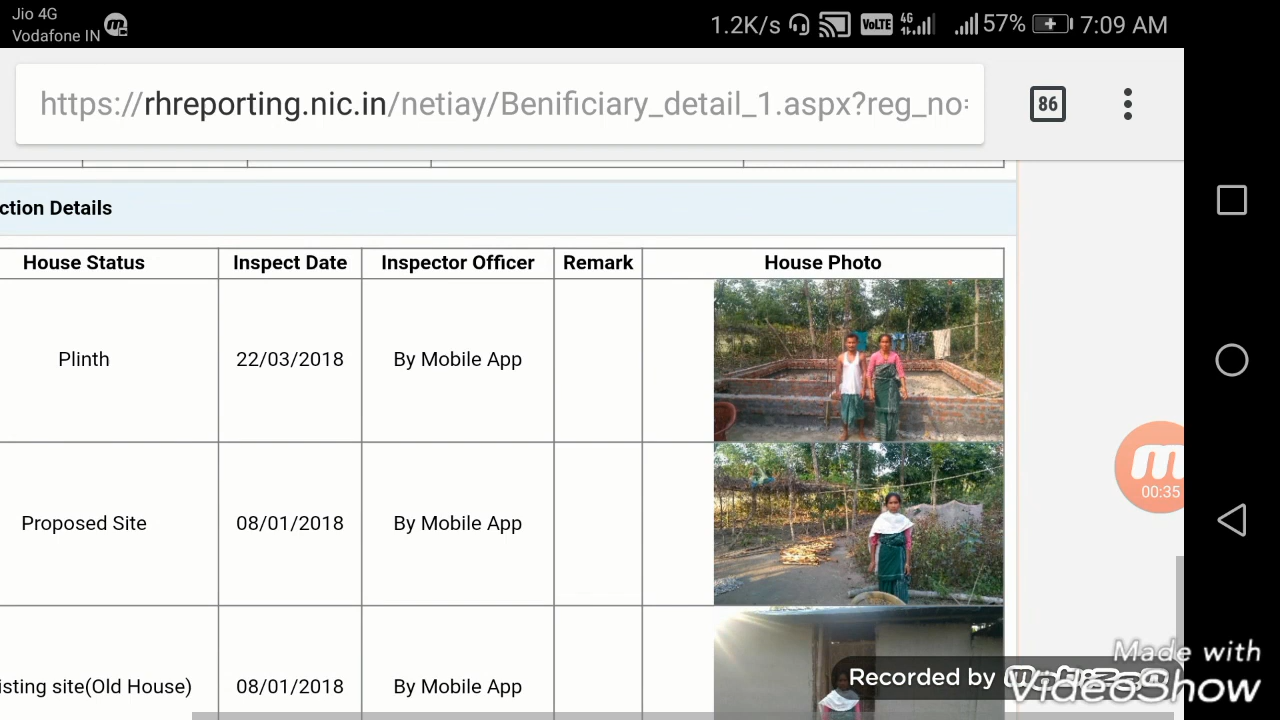 Jio 4G
Vodafone IN
1.2K/s VoLTE 4G 57% 7:09 AM
https://rhreporting.nic.in/netiay/Benificiary_detail_1.aspx?reg_no=
86
ction Details
House Status Inspect Date Inspector Officer Remark House Photo
Plinth 22/03/2018 By Mobile App
00:35
Proposed Site 08/01/2018 By Mobile App
isting site(Old House) 08/01/2018 By Mobile App
Recorded by
Made with
VideoShow